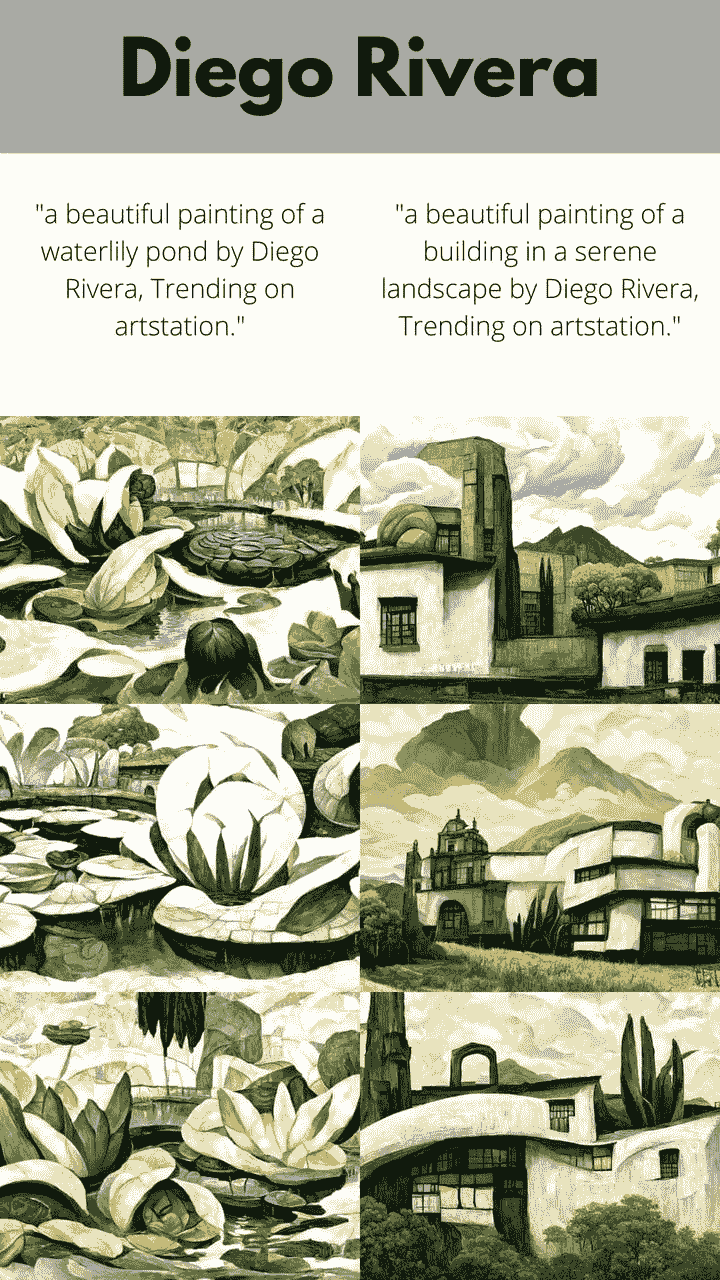 Diego Rivera
"a beautiful painting of a
waterlily pond by Diego
Rivera, Trending on
artstation."
"a beautiful painting of a
building in a serene
landscape by Diego Rivera,
Trending on artstation."